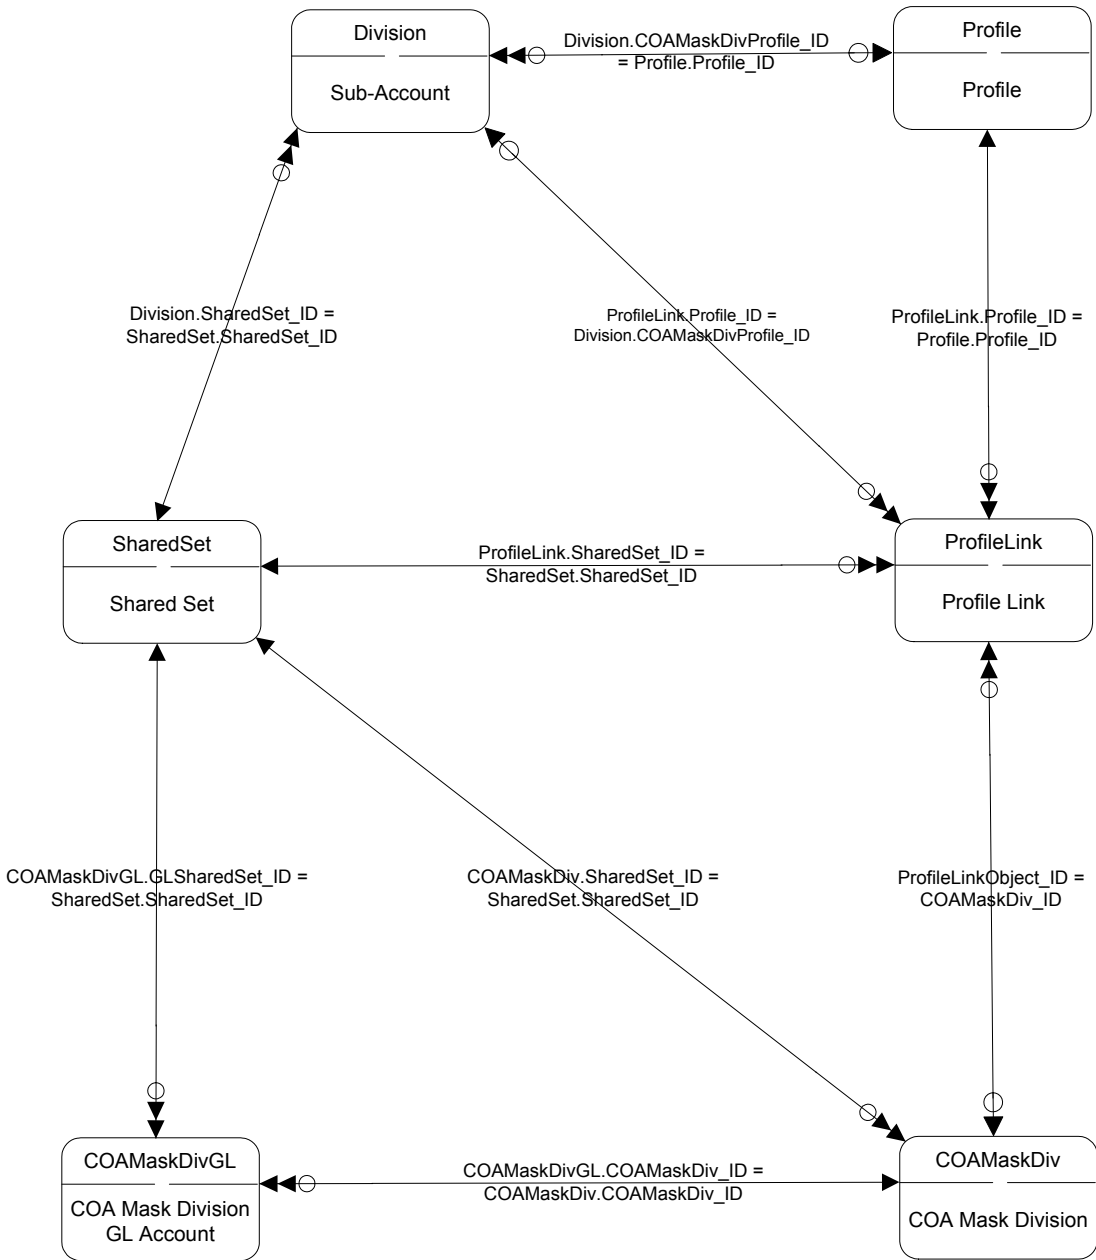 Division
Sub-Account
Division.COAMaskDivProfile_ID
= Profile.Profile_ID
Profile
Profile
Division.SharedSet_ID =
SharedSet.SharedSet_ID
ProfileLink.Profile_ID =
Division.COAMaskDivProfile_ID
ProfileLink.Profile_ID =
Profile.Profile_ID
SharedSet
Shared Set
ProfileLink.SharedSet_ID =
SharedSet.SharedSet_ID
ProfileLink
Profile Link
COAMaskDivGL.GLSharedSet_ID =
SharedSet.SharedSet_ID
COAMaskDiv.SharedSet_ID =
SharedSet.SharedSet_ID
ProfileLinkObject_ID =
COAMaskDiv_ID
COAMaskDivGL
COA Mask Division
GL Account
COAMaskDivGL.COAMaskDiv_ID =
COAMaskDiv.COAMaskDiv_ID
COAMaskDiv
COA Mask Division